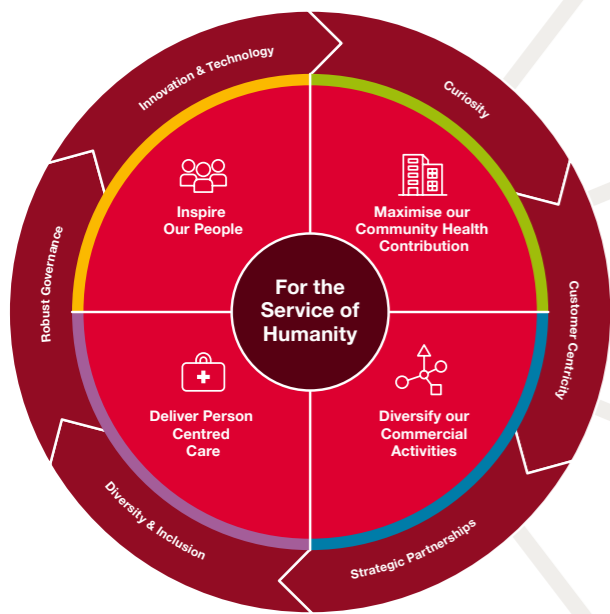 Innovation & Technology
Curiosity
Inspire
Our People
Maximise our
Community Health
Contribution
Robust Governance
For the
Service of
Humanity
Customer Centricity
Deliver Person
Centred
Care
Diversify our
Commercial
Activities
Diversity & Inclusion
Strategic Partnerships